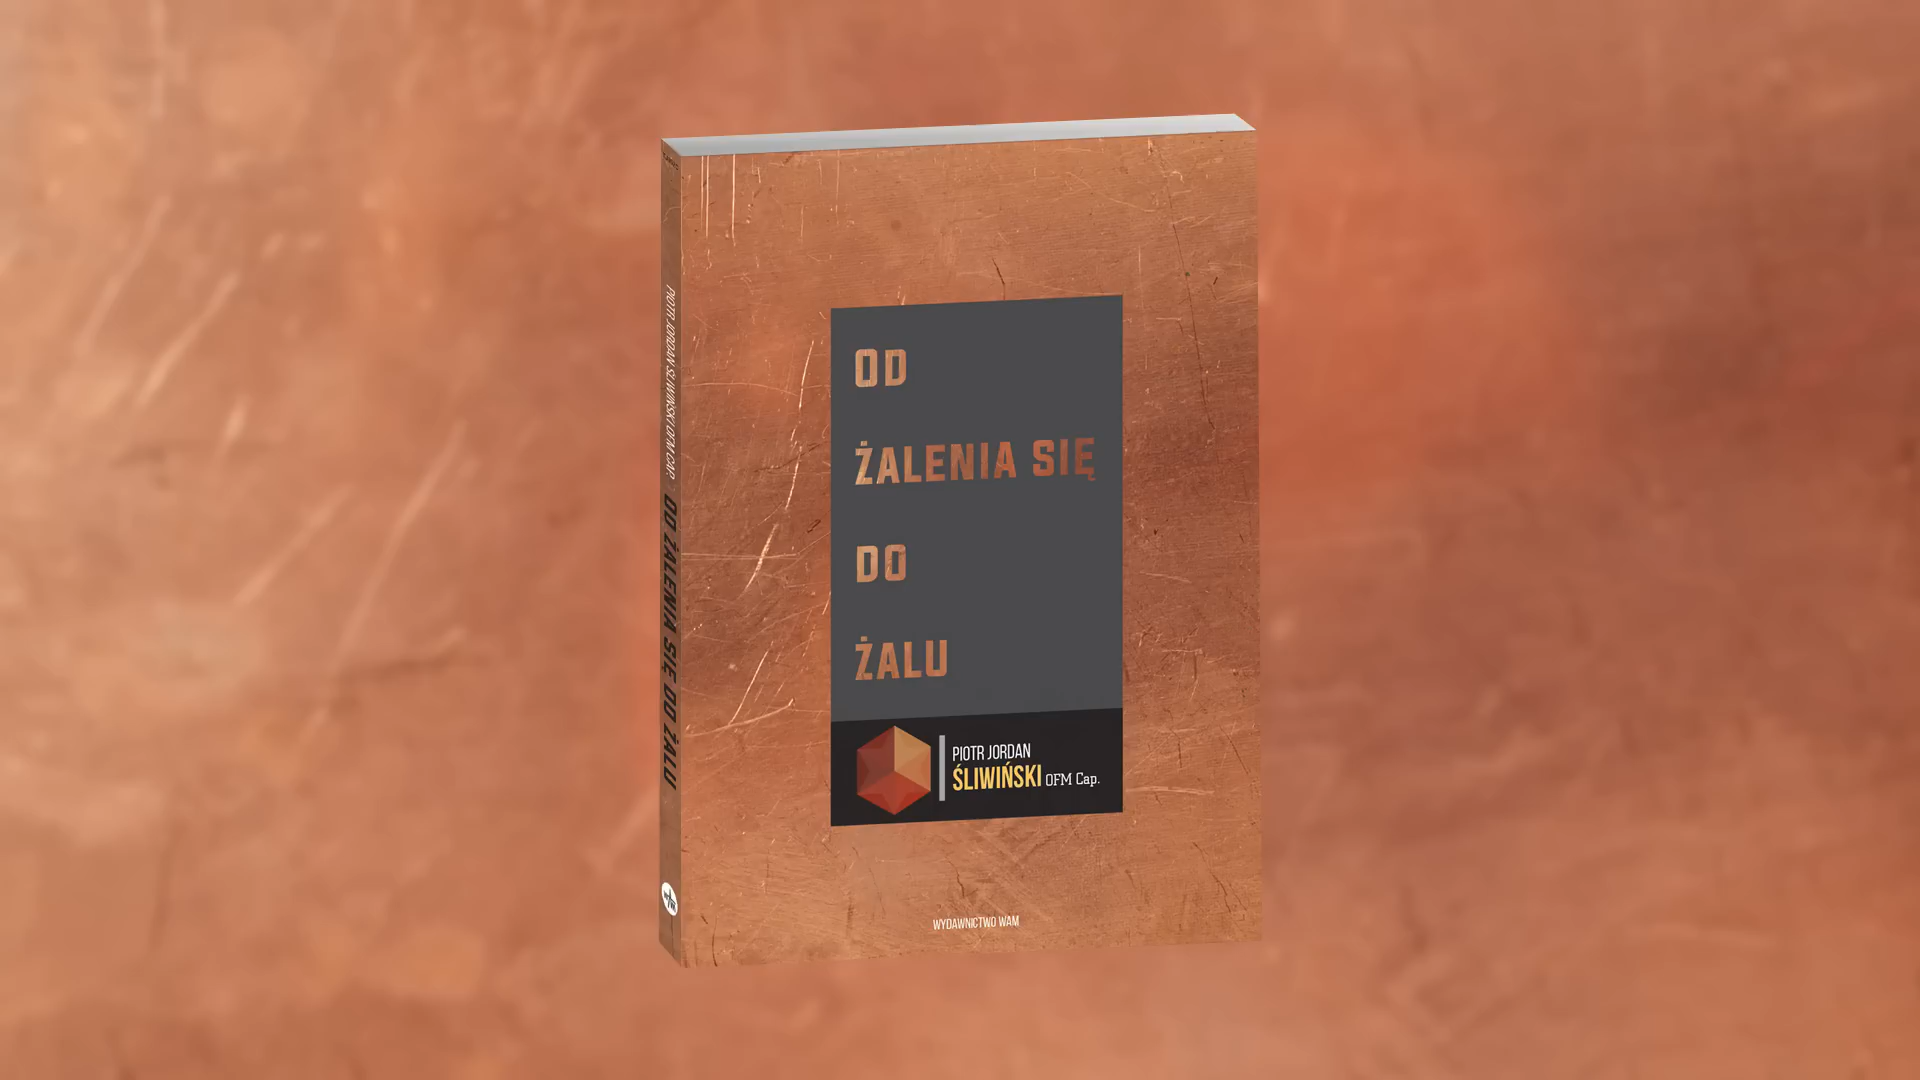 PIOTR JORDAN ŚLIWIŃSKI OFM CAP.
OD ŻALENIA SIĘ DO ŻALU
OD
ŻALENIA SIĘ
DO
ŻALU
PIOTR JORDAN
ŚLIWIŃSKI OFM Cap.
WYDAWNICTWO WAM